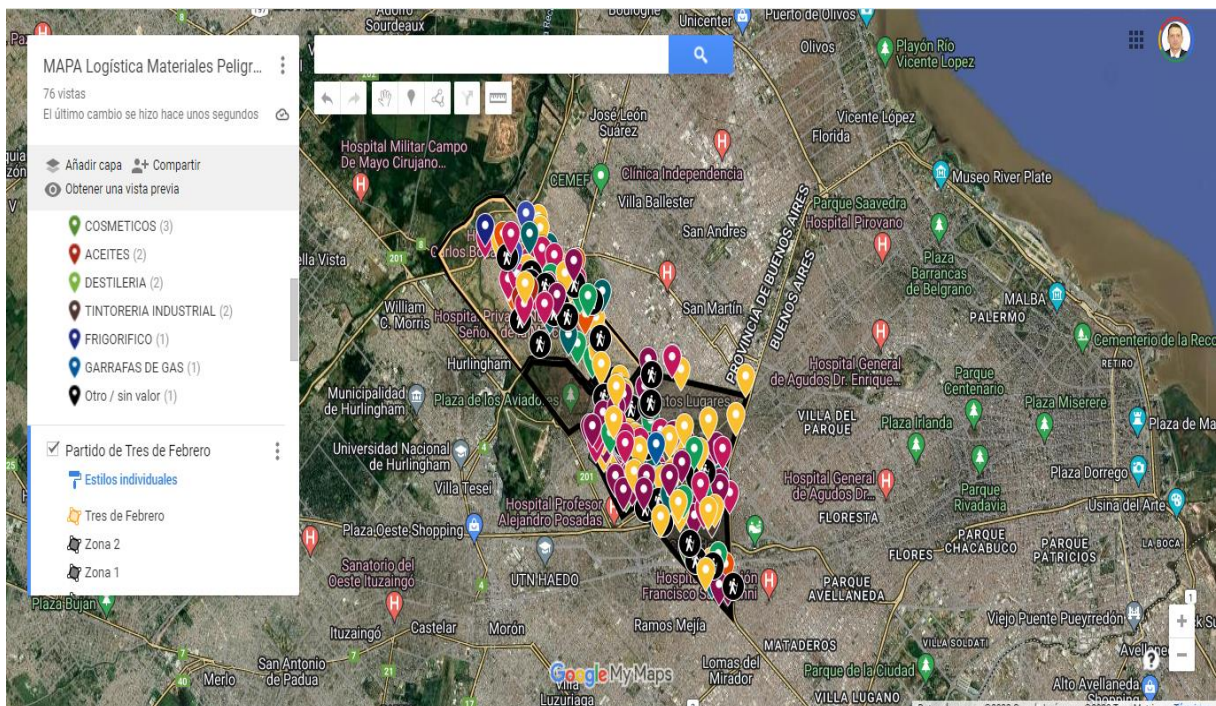 MAPA Logística Materiales Peligr...
76 vistas
El último cambio se hizo hace unos segundos
Añadir capa
Compartir
Obtener una vista previa
COSMETICOS (3)
ACEITES (2)
DESTILERIA (2)
TINTORERIA INDUSTRIAL (2)
FRIGORIFICO (1)
GARRAFAS DE GAS (1)
Otro / sin valor (1)
Partido de Tres de Febrero
Estilos individuales
Tres de Febrero
Zona 2
Zona 1
Sourdeaux
Unicenter
Puerto de Olivos
Olivos
Playón Río
Vicente Lopez
José León
Suárez
Vicente López
Florida
Hospital Militar Campo
De Mayo Cirujano...
CEMEF
Clínica Independencia
Villa Ballester
Museo River Plate
Parque Saavedra
Hospital Pirovano
San Andres
PROVINCIA DE BUENOS AIRES
BUENOS AIRES
Plaza
Barrancas
de Belgrano
201
William
C. Morris
San Martín
MALBA
PALERMO
Cementerio de la Reco
RETIRO
Hurlingham
Hospital General
de Agudos Dr. Enrique...
Parque
Centenario
Plaza Miserere
Municipalidad
de Hurlingham
Plaza de los Aviadores
VILLA DEL
PARQUE
Plaza Irlanda
Plaza de Ma
Universidad Nacional
de Hurlingham
Villa Tesei
201
Hospital General
de Agudos Dr...
Parque
Rivadavia
Plaza Dorrego
Hospital Profesor
Alejandro Posadas
FLORESTA
Usina del Arte
Plaza Oeste Shopping
FLORES
PARQUE
CHACABUCO
PARQUE
PATRICIOS
LA BOCA
Sanatorio del
Oeste Ituzaingó
UTN HAEDO
PARQUE
AVELLANEDA
Plaza Buján
Viejo Puente Pueyrredón
Ituzaingó
Castelar
Morón
Ramos Mejía
MATADEROS
VILLA SOLDATI
San Antonio
de Padua
Merlo
Lomas del
Mirador
Parque de la Ciudad
Google My Maps
Villa
Luzuriaga
VILLA LUGANO
Alto Avellaneda
Shopping